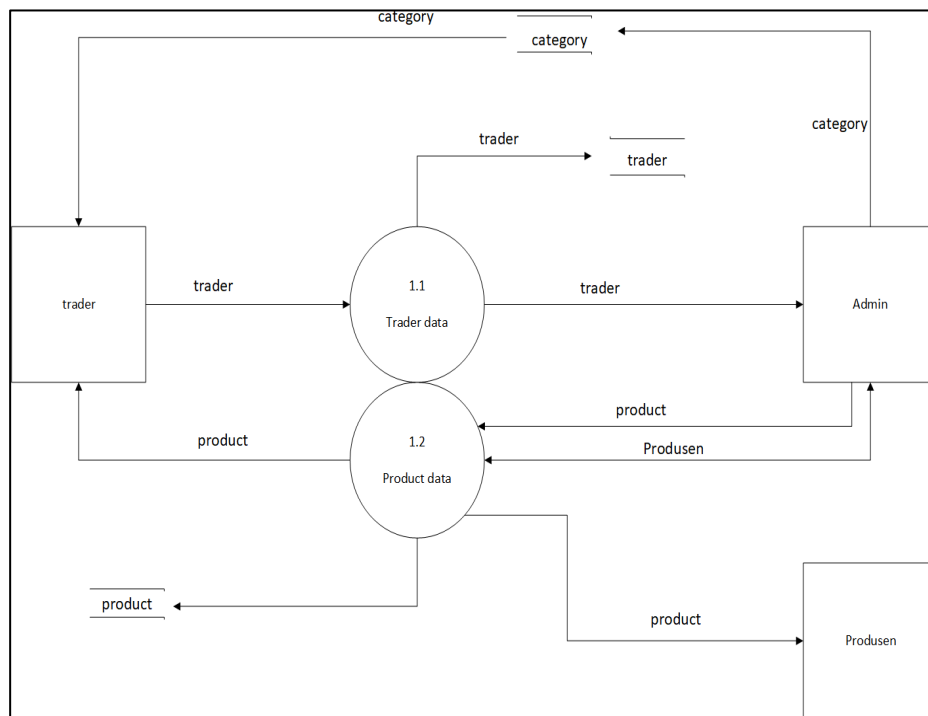 category
category
category
trader
trader
trader
trader
trader
1.1
Trader data
Admin
product
product
1.2
Produsen
Product data
product
product
Produsen